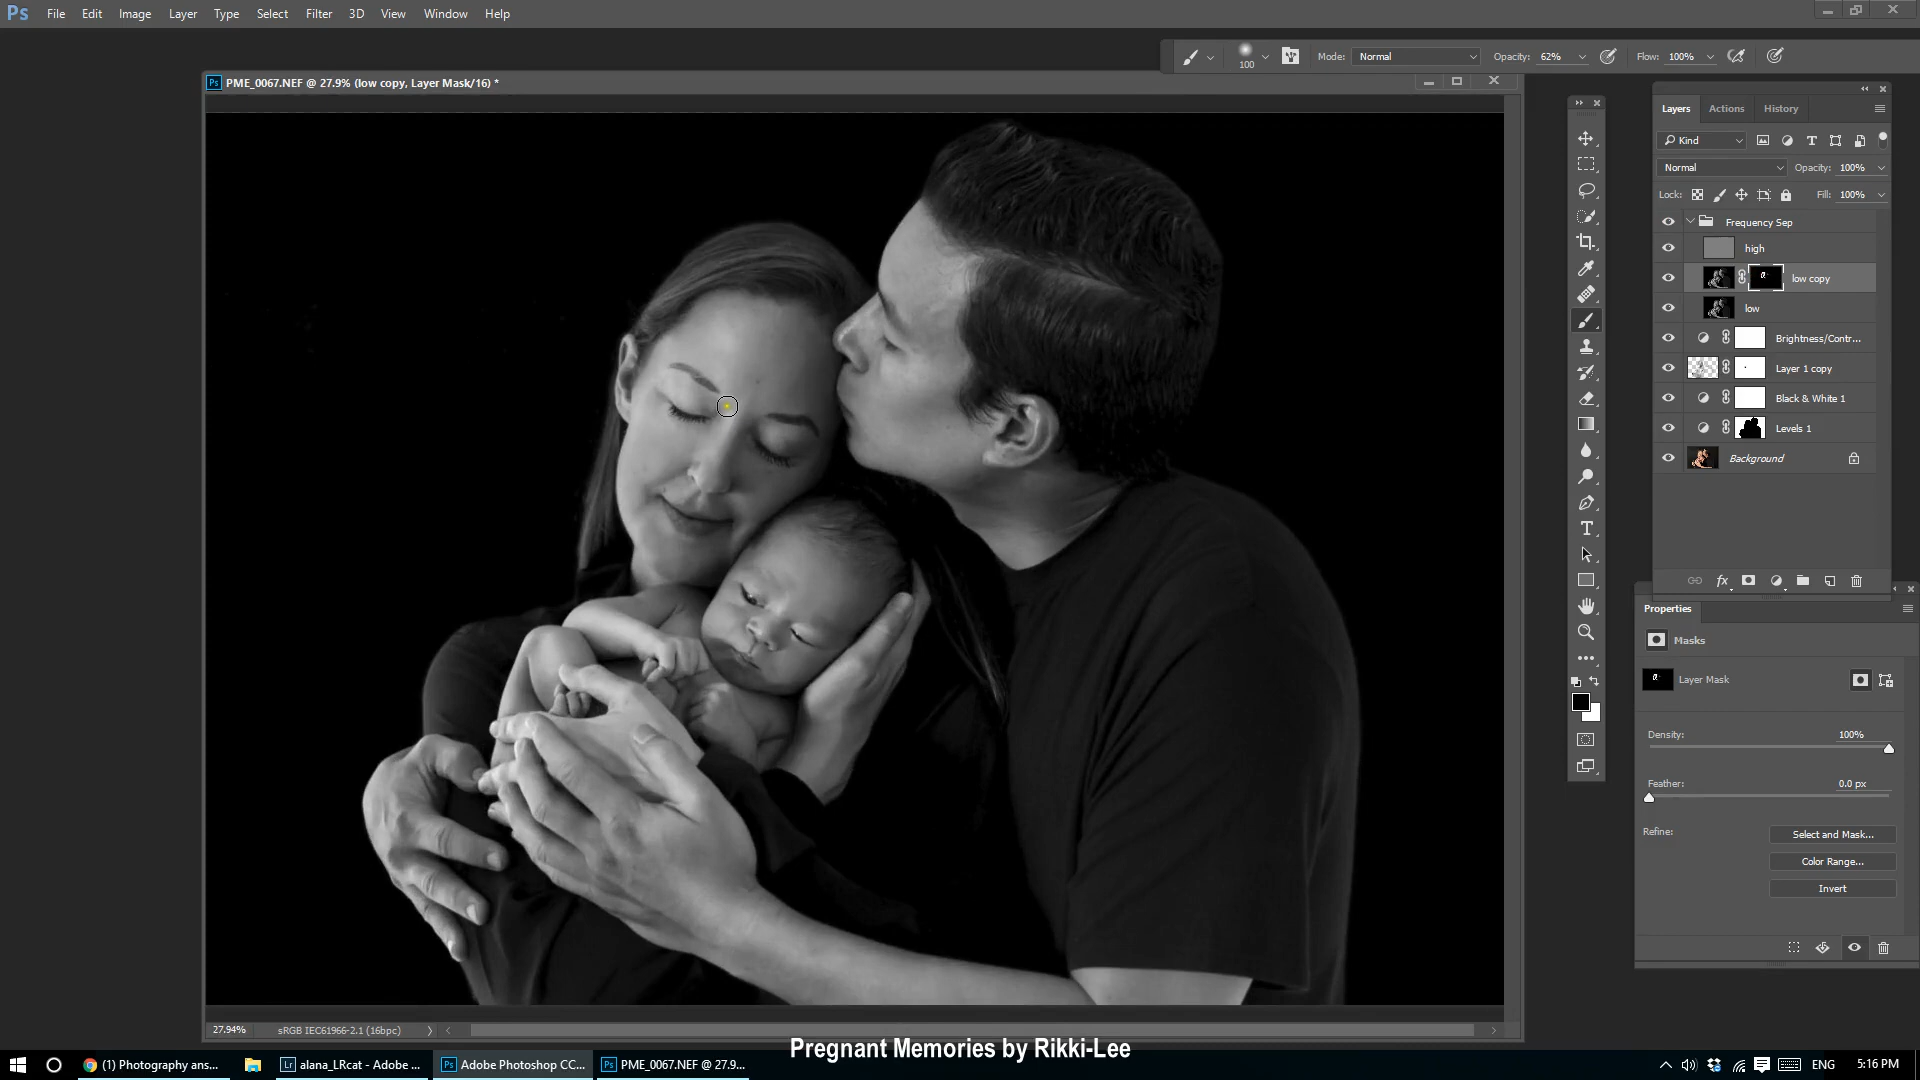 Ps File Edit Image Layer Type Select Filter 3D View Window Help
100 Mode: Normal Opacity: 62% Flow: 100%
Ps PME_0067.NEF @ 27.9% (low copy, Layer Mask/16) *
Layers Actions History
Kind
Normal Opacity: 100%
Lock: Fill: 100%
Frequency Sep
high
low copy
low
Brightness/Contr...
Layer 1 copy
Black & White 1
Levels 1
Background
fx
Properties
Masks
Layer Mask
Density: 100%
Feather: 0.0 px
Refine: Select and Mask...
Color Range...
Invert
27.94% sRGB IEC61966-2.1 (16bpc)
Pregnant Memories by Rikki-Lee
(1) Photography ans... Lr alana_LRcat - Adobe ... Ps Adobe Photoshop CC... Ps PME_0067.NEF @ 27.9... ENG 5:16 PM